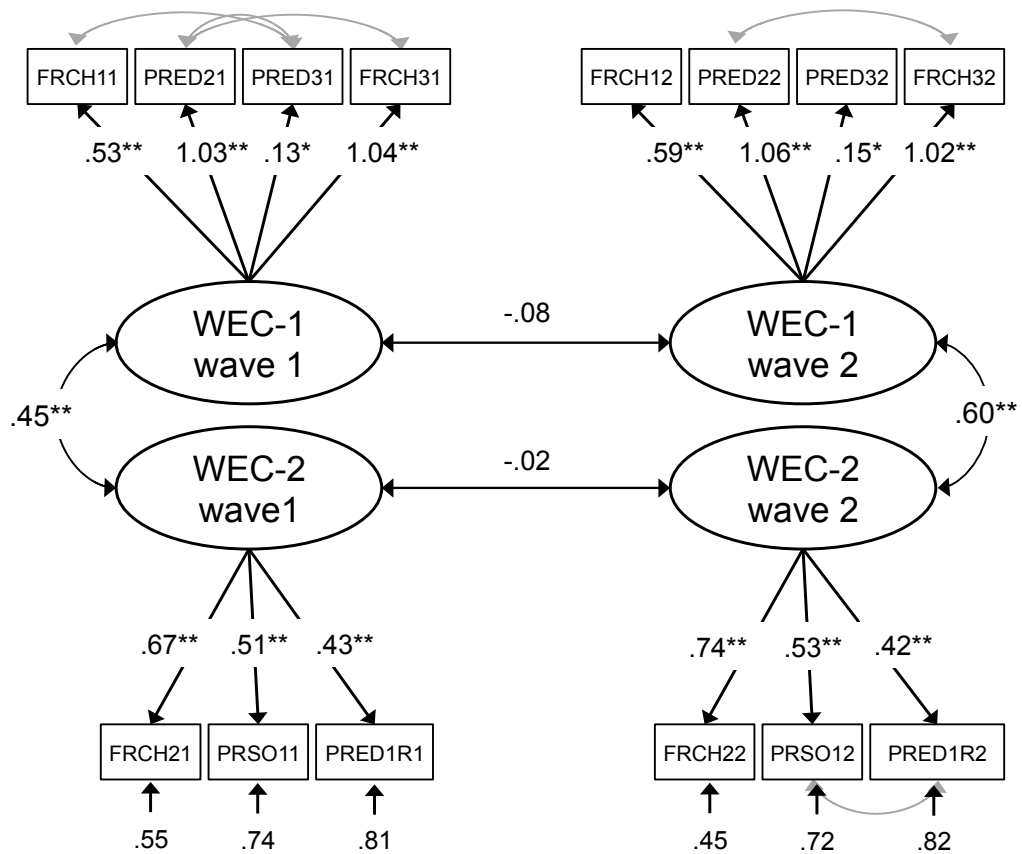 FRCH11 PRED21 PRED31 FRCH31 FRCH12 PRED22 PRED32 FRCH32
.53** 1.03** .13* 1.04** .59** 1.06** .15* 1.02**
WEC-1
wave 1
-.08
WEC-1
wave 2
.45**
.60**
WEC-2
wave1
-.02
WEC-2
wave 2
.67** .51** .43** .74** .53** .42**
FRCH21 PRSO11 PRED1R1 FRCH22 PRSO12 PRED1R2
.55 .74 .81 .45 .72 .82